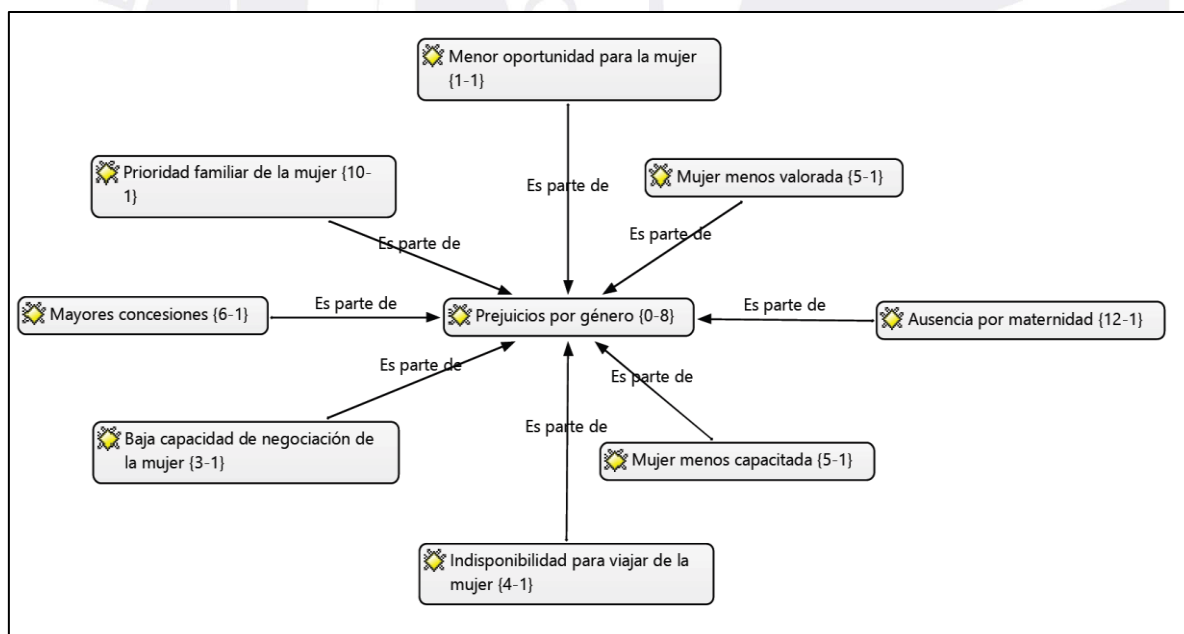 Menor oportunidad para la mujer
{1-1}
Prioridad familiar de la mujer {10-
1}
Es parte de
Mujer menos valorada {5-1}
Es parte de
Es parte de
Mayores concesiones {6-1}
Es parte de
Prejuicios por género {0-8}
Es parte de
Ausencia por maternidad {12-1}
Es parte de
Es parte de
Baja capacidad de negociación de
la mujer {3-1}
Es parte de
Mujer menos capacitada {5-1}
Indisponibilidad para viajar de la
mujer {4-1}